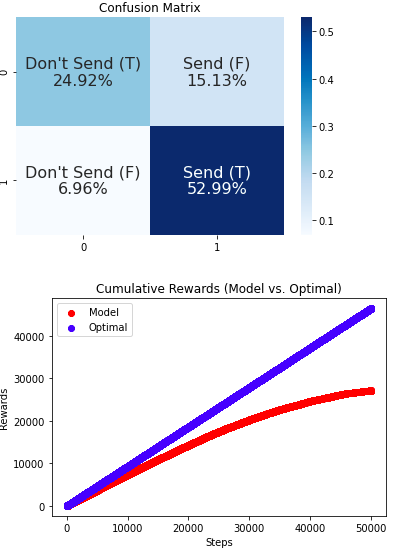 Confusion Matrix
Don't Send (T)
24.92%
Send (F)
15.13%
Don't Send (F)
6.96%
Send (T)
52.99%
0
1
0
1
0.5
0.4
0.3
0.2
0.1
Cumulative Rewards (Model vs. Optimal)
Model
Optimal
40000
30000
20000
10000
0
Rewards
0
10000
20000
30000
40000
50000
Steps